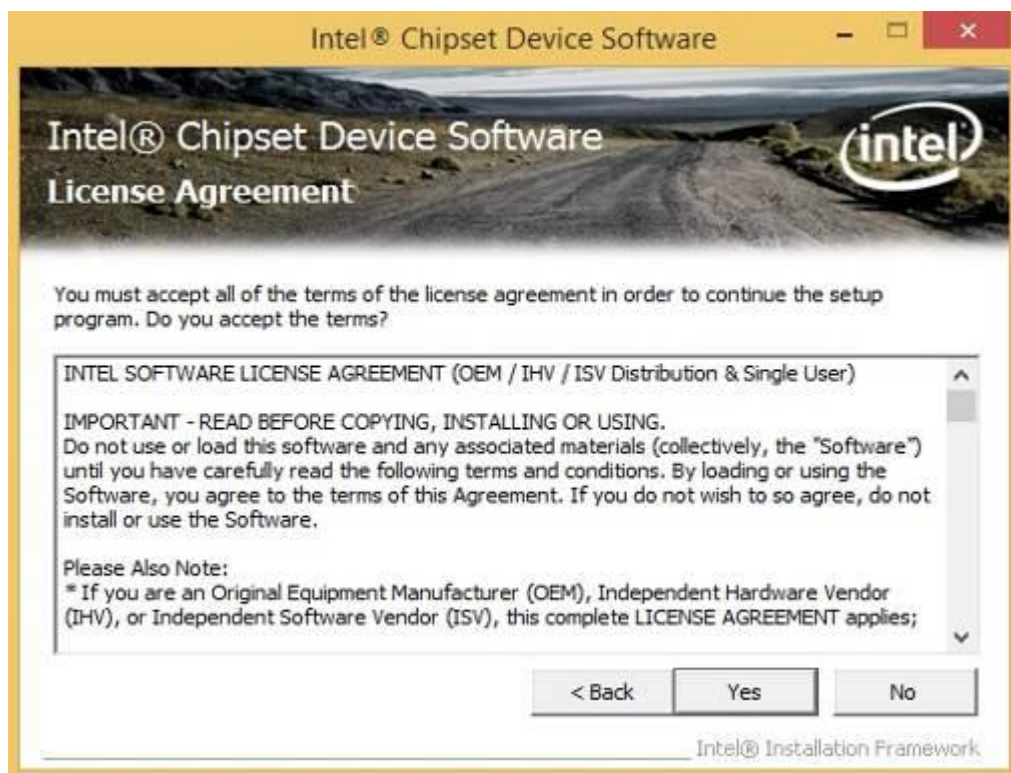 Intel® Chipset Device Software
Intel® Chipset Device Software
intel
License Agreement
You must accept all of the terms of the license agreement in order to continue the setup
program. Do you accept the terms?
INTEL SOFTWARE LICENSE AGREEMENT (OEM / IHV / ISV Distribution & Single User)
IMPORTANT - READ BEFORE COPYING, INSTALLING OR USING.
Do not use or load this software and any associated materials (collectively, the "Software")
until you have carefully read the following terms and conditions. By loading or using the
Software, you agree to the terms of this Agreement. If you do not wish to so agree, do not
install or use the Software.
Please Also Note:
* If you are an Original Equipment Manufacturer (OEM), Independent Hardware Vendor
(IHV), or Independent Software Vendor (ISV), this complete LICENSE AGREEMENT applies;
< Back Yes No
Intel® Installation Framework